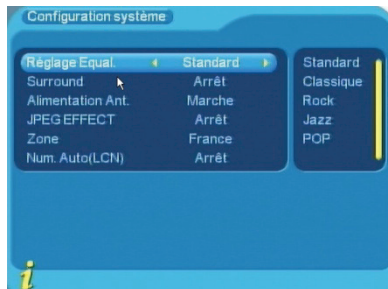 Configuration système
Réglage Equal. Standard
Surround Arrêt
Alimentation Ant. Marche
JPEG EFFECT Arrêt
Zone France
Num. Auto(LCN) Arrêt
Standard
Classique
Rock
Jazz
POP